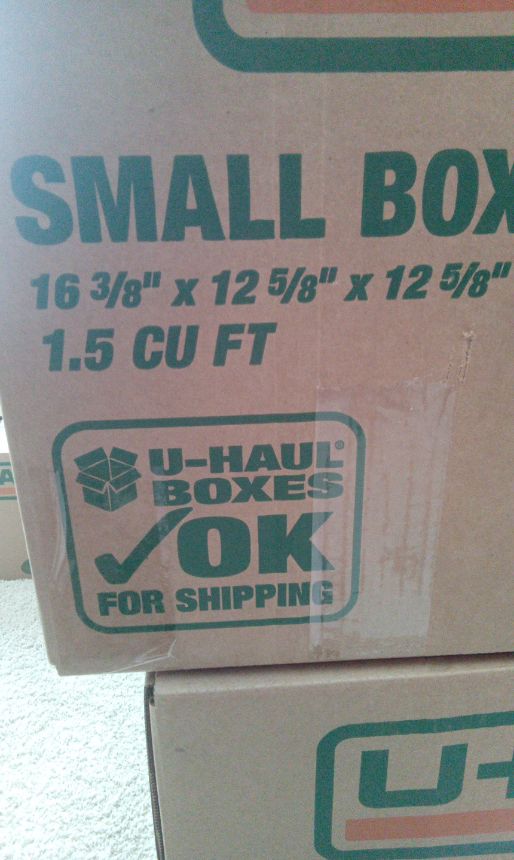 SMALL BOX
16 3/8" x 12 5/8" x 12 5/8"
1.5 CU FT
U-HAUL®
BOXES
✓OK
FOR SHIPPING
U-